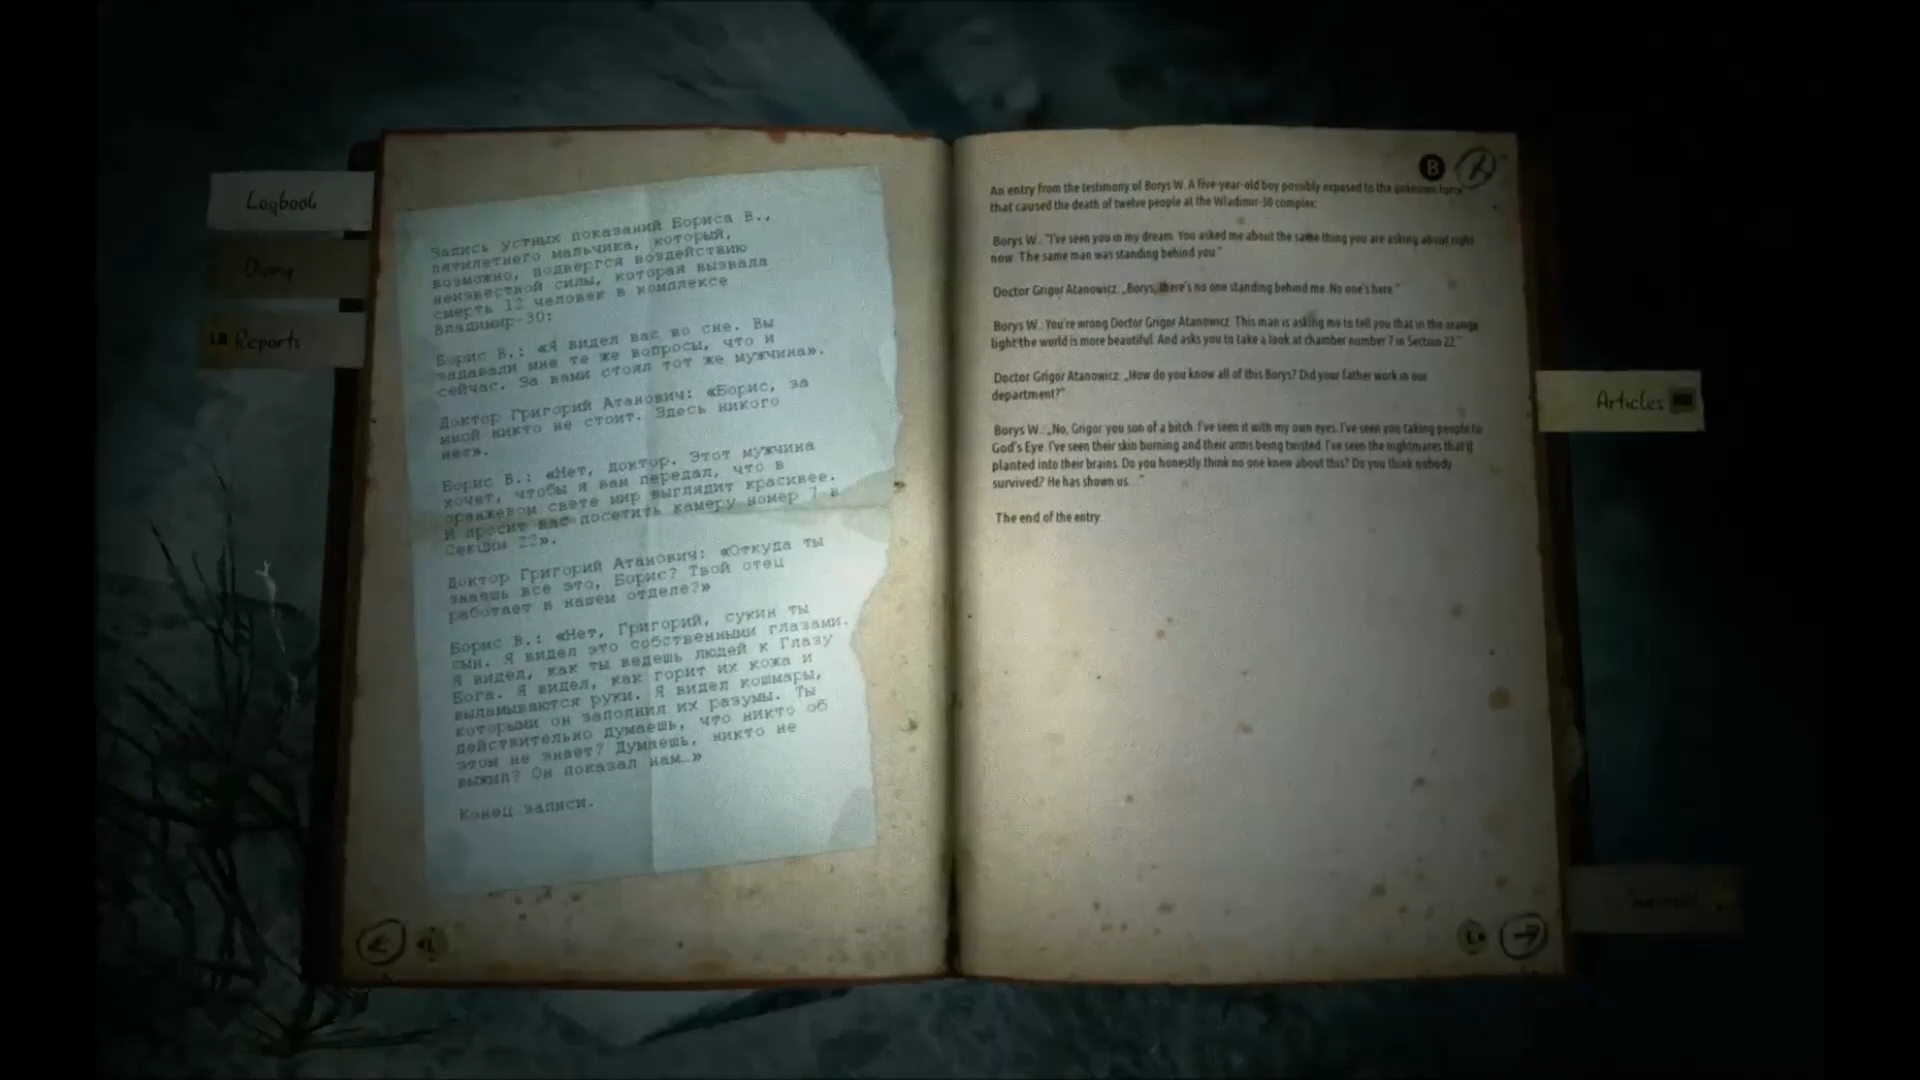 Logbook
Diary
LB Reports
Запись устных показаний Бориса В.,
пятилетнего мальчика, который,
возможно, подвергся воздействию
неизвестной силы, которая вызвала
смерть 12 человек в комплексе
Владимир-30:
Борис В.: «Я видел вас во сне. Вы
задавали мне те же вопросы, что и
сейчас. За вами стоял тот же мужчина».
Доктор Григорий Атанович: «Борис, за
мной никто не стоит. Здесь никого
нет».
Борис В.: «Нет, доктор. Этот мужчина
хочет, чтобы я вам передал, что в
оранжевом свете мир выглядит красивее.
И просит вас посетить камеру номер 7 в
Секции 22».
Доктор Григорий Атанович: «Откуда ты
знаешь все это, Борис? Твой отец
работает в нашем отделе?»
Борис В.: «Нет, Григорий, сукин ты
сын. Я видел это собственными глазами.
Я видел, как ты ведешь людей к Глазу
Бога. Я видел, как горит их кожа и
выламываются руки. Я видел кошмары,
которыми он заполнил их разумы. Ты
действительно думаешь, что никто об
этом не знает? Думаешь, никто не
выжил? Он показал нам…»
Конец записи.
B
An entry from the testimony of Borys W. A five-year-old boy possibly exposed to the unknown force
that caused the death of twelve people at the Wladimir-30 complex:
Borys W.: "I've seen you in my dream. You asked me about the same thing you are asking about right
now. The same man was standing behind you."
Doctor Grigor Atanowicz: „Borys, there's no one standing behind me. No one's here."
Borys W.: You're wrong Doctor Grigor Atanowicz. This man is asking me to tell you that in the orange
light the world is more beautiful. And asks you to take a look at chamber number 7 in Section 22."
Doctor Grigor Atanowicz: „How do you know all of this Borys? Did your father work in our
department?"
Borys W.: „No, Grigor you son of a bitch. I've seen it with my own eyes. I've seen you taking people to
God's Eye. I've seen their skin burning and their arms being twisted. I've seen the nightmares that it
planted into their brains. Do you honestly think no one knew about this? Do you think nobody
survived? He has shown us..."
The end of the entry.
Articles
L
L